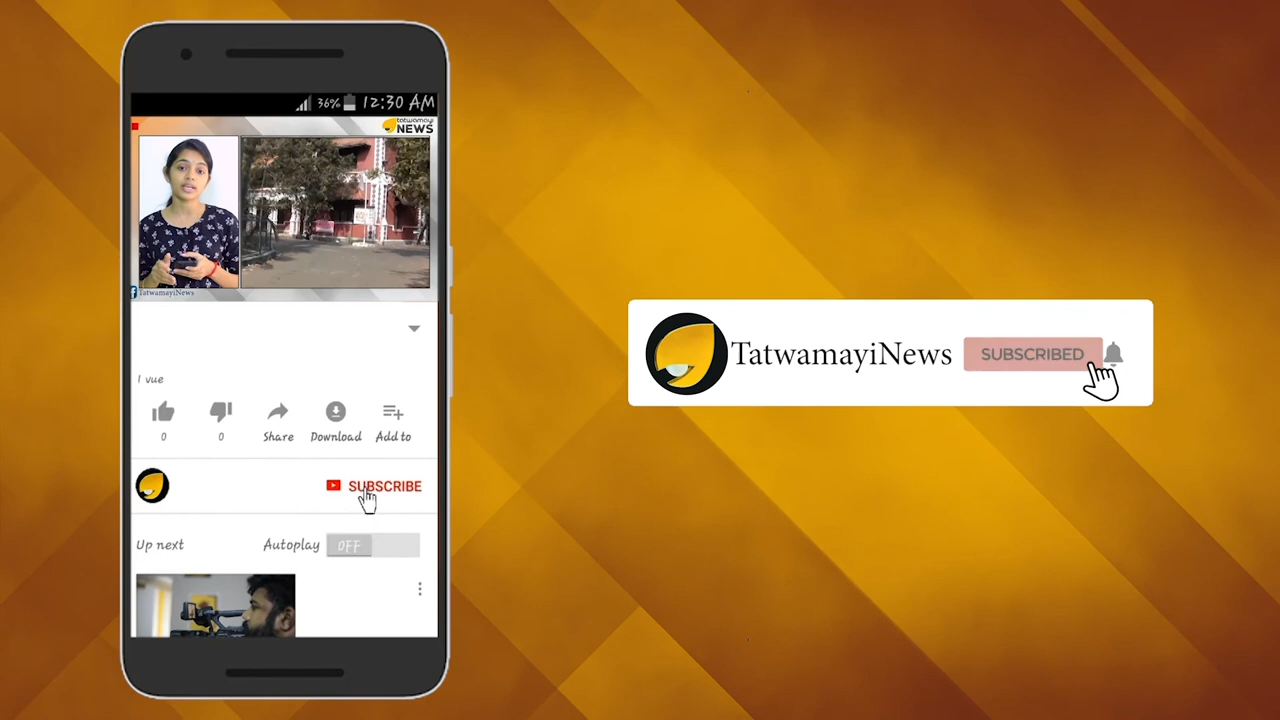 36% 12:30 AM
tatwamayi
NEWS
TatwamayiNews
1 vue
0 0 Share Download Add to
SUBSCRIBE
Up next Autoplay OFF
TatwamayiNews SUBSCRIBED